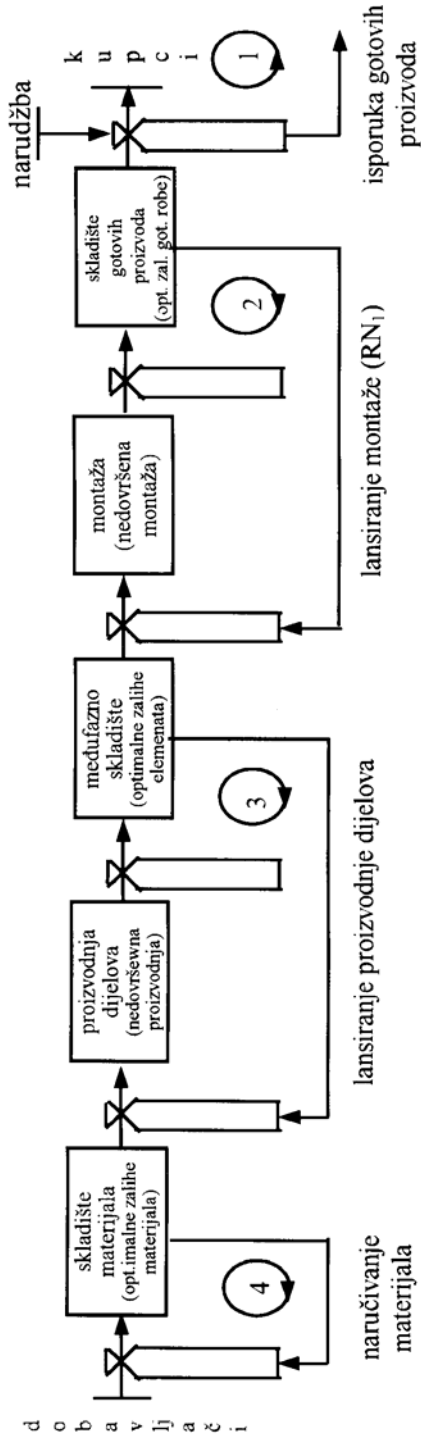 dobavljači
skladište
materijala
(opt.imalne zalihe
materijala)
4
naručivanje
materijala
proizvodnja
dijelova
(nedovršewna
proizvodnja)
međufazno
skladište
(optimalne zalihe
elemenata)
3
lansiranje proizvodnje dijelova
montaža
(nedovršena
montaža)
skladište
gotovih
proizvoda
(opt. zal. got. robe)
2
lansiranje montaže (RN₁)
narudžba
kupci
1
isporuka gotovih
proizvoda